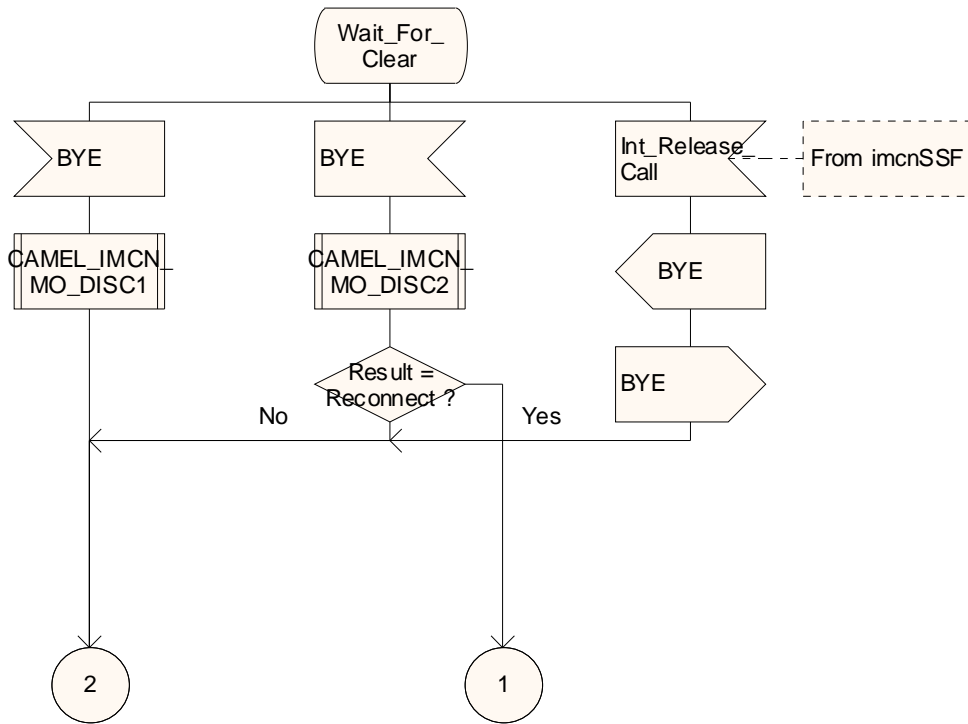 Wait_For_
Clear
BYE
BYE
Int_Release_
Call
From imcnSSF
CAMEL_IMCN_
MO_DISC1
CAMEL_IMCN_
MO_DISC2
BYE
Result =
Reconnect ?
BYE
No
Yes
2
1